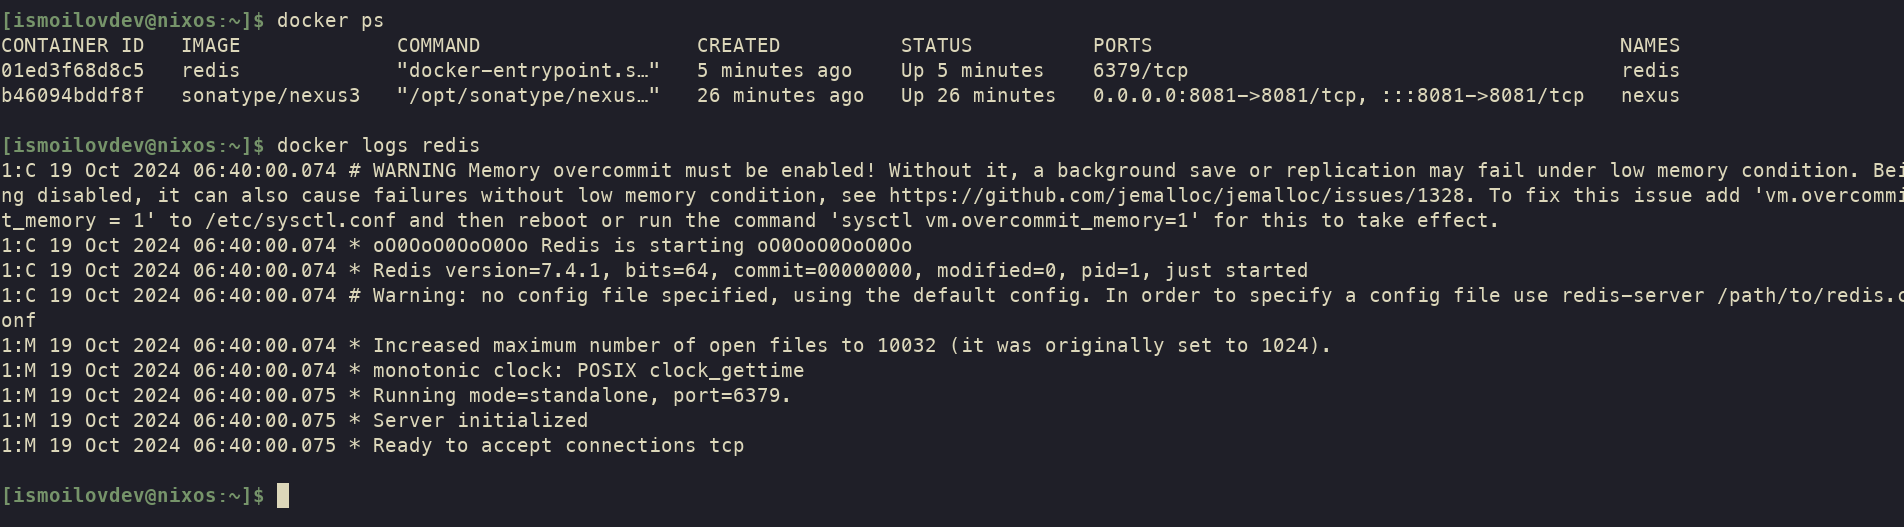 [ismoilovdev@nixos:~]$ docker ps
CONTAINER ID   IMAGE             COMMAND                  CREATED          STATUS          PORTS                                       NAMES
01ed3f68d8c5   redis             "docker-entrypoint.s…"   5 minutes ago    Up 5 minutes    6379/tcp                                    redis
b46094bddf8f   sonatype/nexus3   "/opt/sonatype/nexus…"   26 minutes ago   Up 26 minutes   0.0.0.0:8081->8081/tcp, :::8081->8081/tcp   nexus
[ismoilovdev@nixos:~]$ docker logs redis
1:C 19 Oct 2024 06:40:00.074 # WARNING Memory overcommit must be enabled! Without it, a background save or replication may fail under low memory condition. Bei
ng disabled, it can also cause failures without low memory condition, see https://github.com/jemalloc/jemalloc/issues/1328. To fix this issue add 'vm.overcommi
t_memory = 1' to /etc/sysctl.conf and then reboot or run the command 'sysctl vm.overcommit_memory=1' for this to take effect.
1:C 19 Oct 2024 06:40:00.074 * oO0OoO0OoO0Oo Redis is starting oO0OoO0OoO0Oo
1:C 19 Oct 2024 06:40:00.074 * Redis version=7.4.1, bits=64, commit=00000000, modified=0, pid=1, just started
1:C 19 Oct 2024 06:40:00.074 # Warning: no config file specified, using the default config. In order to specify a config file use redis-server /path/to/redis.c
onf
1:M 19 Oct 2024 06:40:00.074 * Increased maximum number of open files to 10032 (it was originally set to 1024).
1:M 19 Oct 2024 06:40:00.074 * monotonic clock: POSIX clock_gettime
1:M 19 Oct 2024 06:40:00.075 * Running mode=standalone, port=6379.
1:M 19 Oct 2024 06:40:00.075 * Server initialized
1:M 19 Oct 2024 06:40:00.075 * Ready to accept connections tcp
[ismoilovdev@nixos:~]$